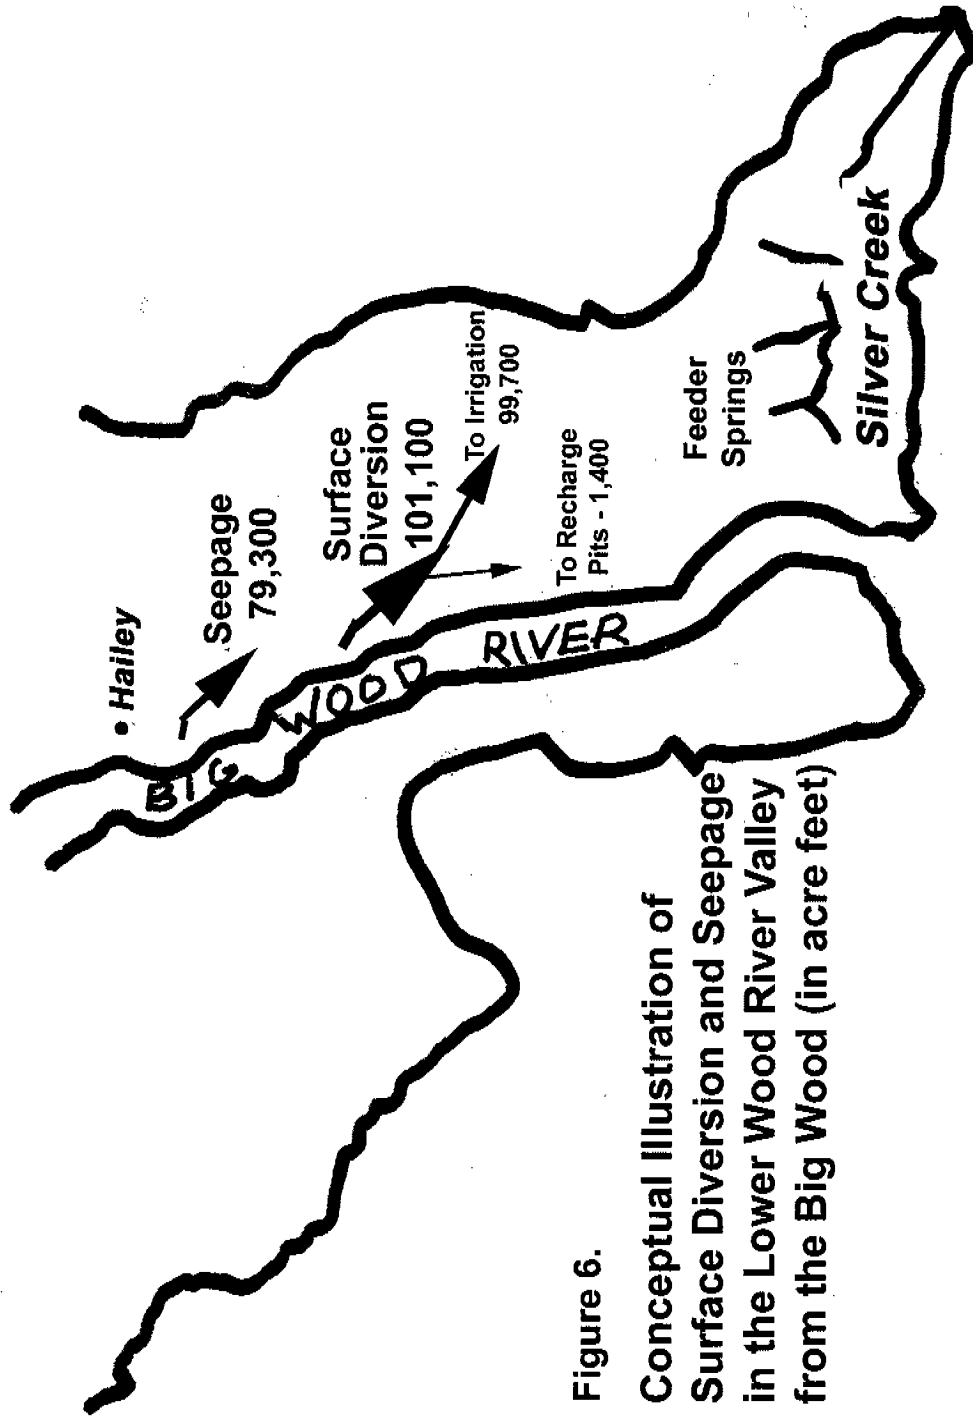 • Hailey
Seepage
79,300
Surface
Diversion
101,100
To Irrigation
99,700
To Recharge
Pits - 1,400
BIG WOOD RIVER
Feeder
Springs
Silver Creek
Figure 6.
Conceptual Illustration of
Surface Diversion and Seepage
in the Lower Wood River Valley
from the Big Wood (in acre feet)